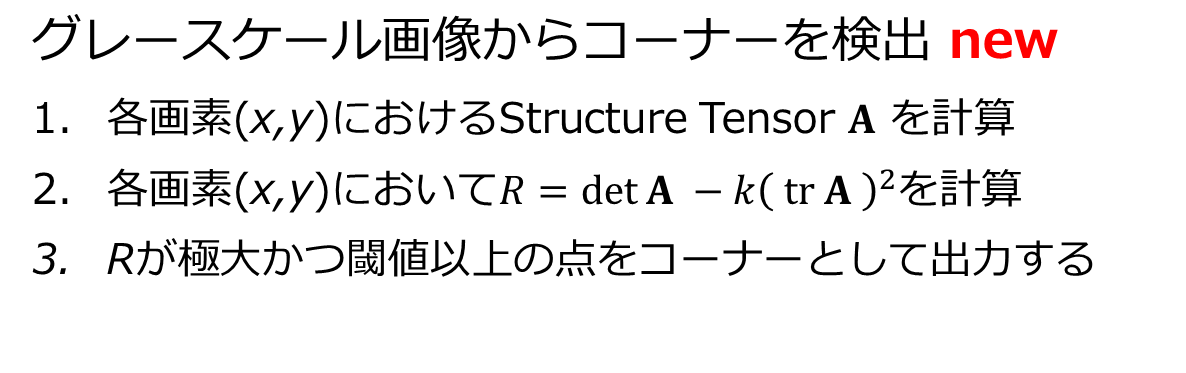 グレースケール画像からコーナーを検出 new
1. 各画素(x,y)におけるStructure Tensor A を計算
2. 各画素(x,y)においてR = det A − k( tr A )²を計算
3. Rが極大かつ閾値以上の点をコーナーとして出力する